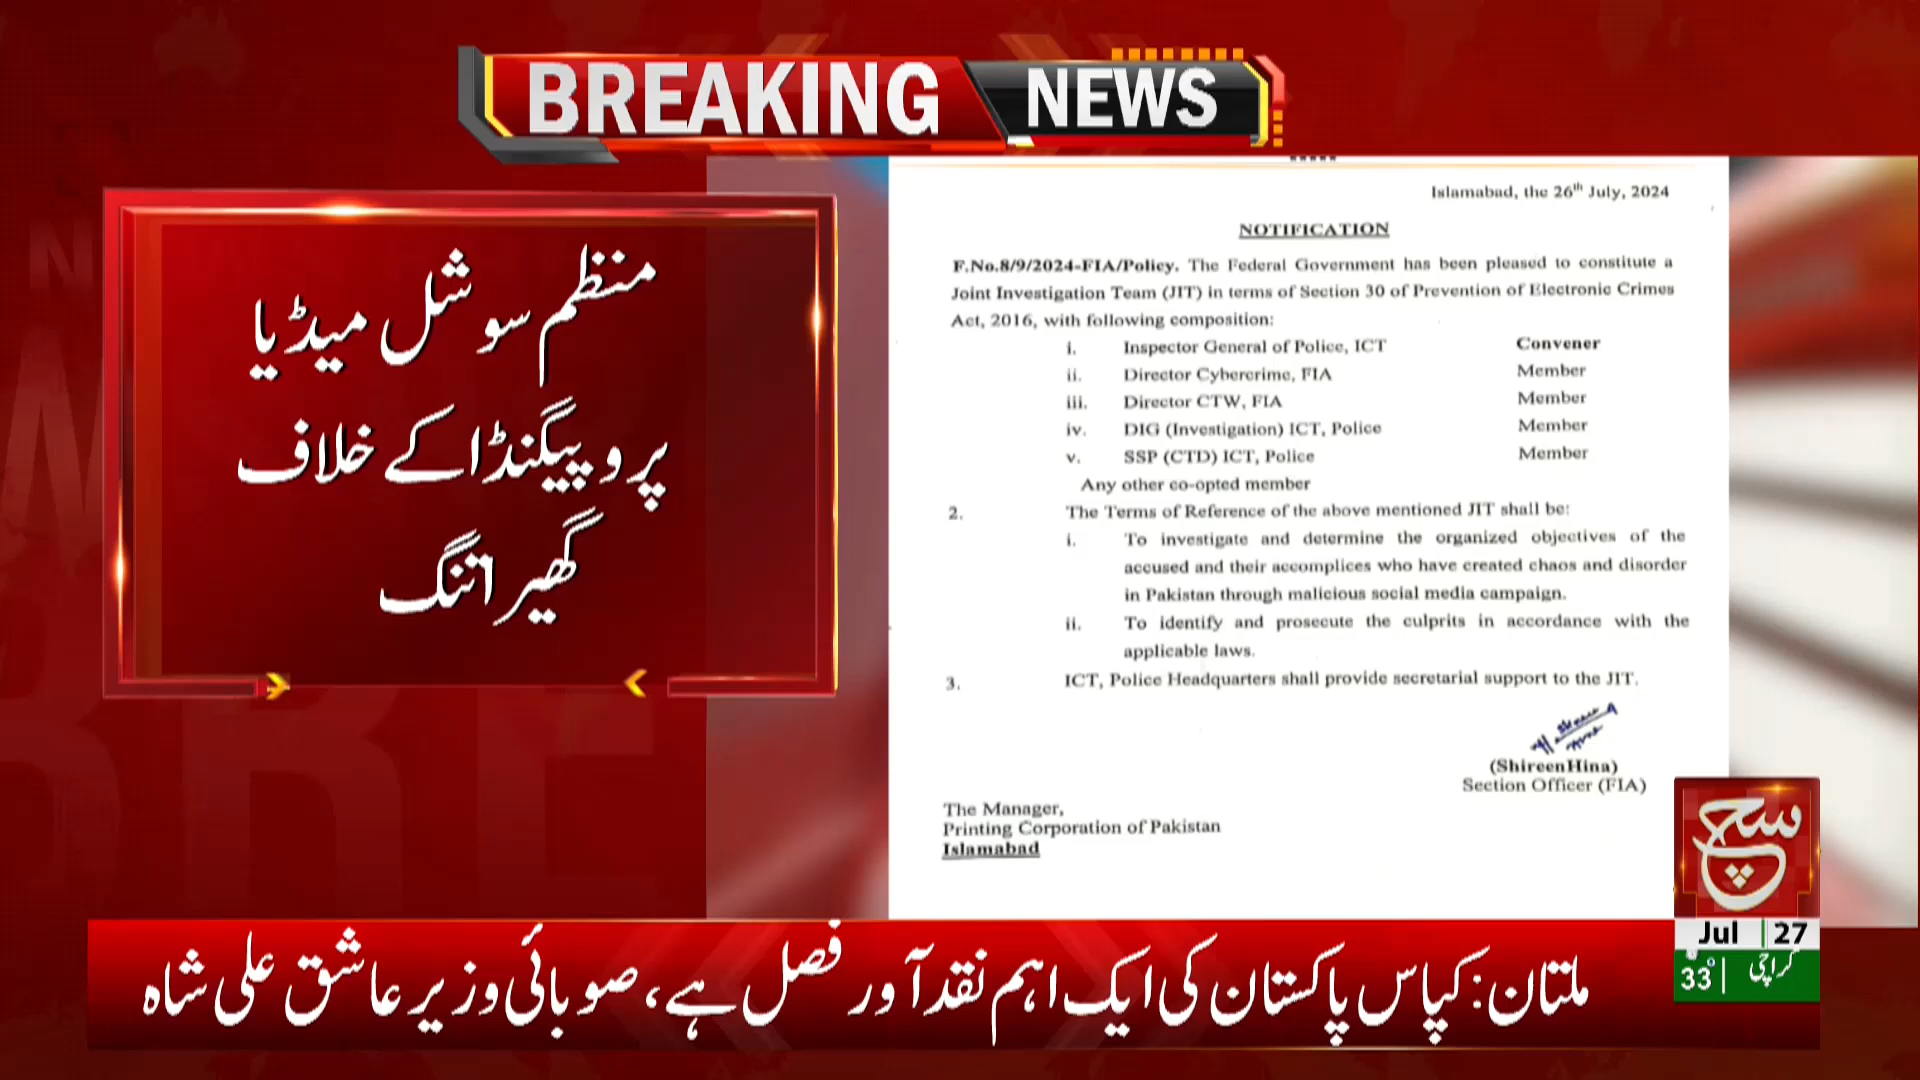 BREAKING NEWS
منظم سوشل میڈیا
پروپیگنڈا کے خلاف
گھیرا تنگ
Islamabad, the 26th July, 2024
NOTIFICATION
F.No.8/9/2024-FIA/Policy. The Federal Government has been pleased to constitute a
Joint Investigation Team (JIT) in terms of Section 30 of Prevention of Electronic Crimes
Act, 2016, with following composition:
i. Inspector General of Police, ICT Convener
ii. Director Cybercrime, FIA Member
iii. Director CTW, FIA Member
iv. DIG (Investigation) ICT, Police Member
v. SSP (CTD) ICT, Police Member
Any other co-opted member
2. The Terms of Reference of the above mentioned JIT shall be:
i. To investigate and determine the organized objectives of the
accused and their accomplices who have created chaos and disorder
in Pakistan through malicious social media campaign.
ii. To identify and prosecute the culprits in accordance with the
applicable laws.
3. ICT, Police Headquarters shall provide secretarial support to the JIT.
(ShireenHina)
Section Officer (FIA)
The Manager,
Printing Corporation of Pakistan
Islamabad
سچ
Jul 27
33° کراچی
ملتان: کپاس پاکستان کی ایک اہم نقد آور فصل ہے، صوبائی وزیر عاشق علی شاہ